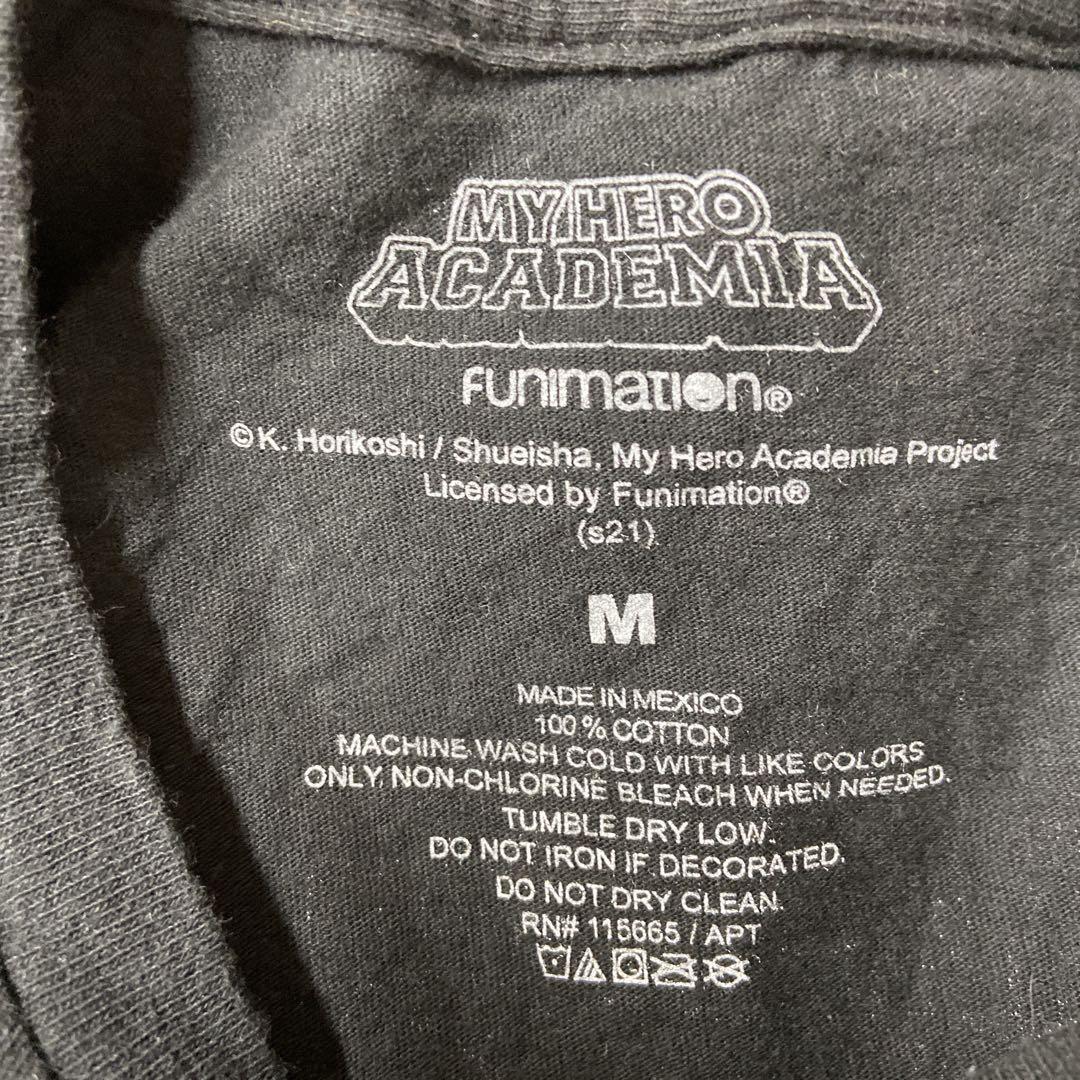 MY HERO
ACADEMIA
FUNIMATION®
©K. Horikoshi / Shueisha, My Hero Academia Project
Licensed by Funimation®
(s21)
M
MADE IN MEXICO
100 % COTTON
MACHINE WASH COLD WITH LIKE COLORS
ONLY, NON-CHLORINE BLEACH WHEN NEEDED.
TUMBLE DRY LOW.
DO NOT IRON IF DECORATED.
DO NOT DRY CLEAN.
RN# 115665 / APT